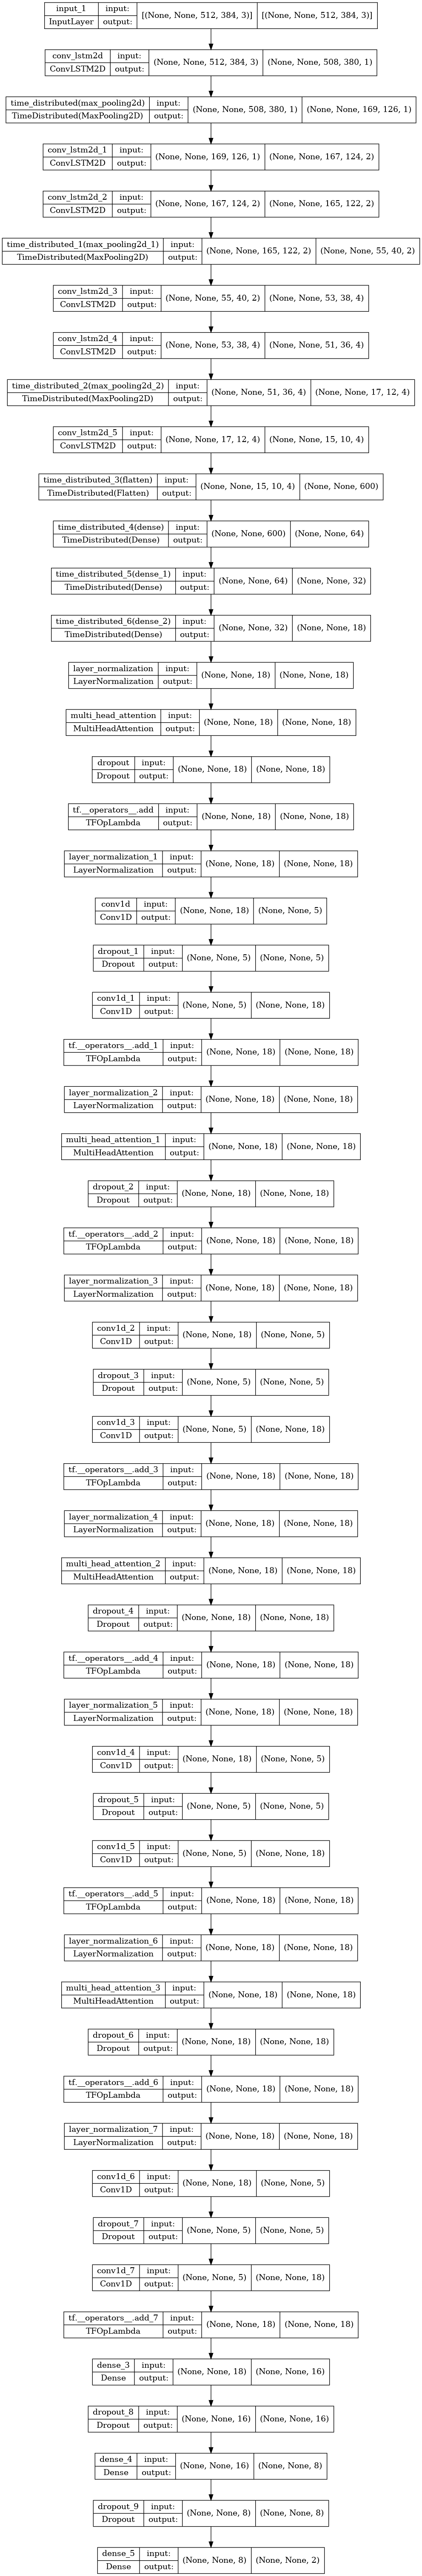 input_1 input: [(None, None, 512, 384, 3)] [(None, None, 512, 384, 3)]
InputLayer output:
conv_lstm2d input: (None, None, 512, 384, 3) (None, None, 508, 380, 1)
ConvLSTM2D output:
time_distributed(max_pooling2d) input: (None, None, 508, 380, 1) (None, None, 169, 126, 1)
TimeDistributed(MaxPooling2D) output:
conv_lstm2d_1 input: (None, None, 169, 126, 1) (None, None, 167, 124, 2)
ConvLSTM2D output:
conv_lstm2d_2 input: (None, None, 167, 124, 2) (None, None, 165, 122, 2)
ConvLSTM2D output:
time_distributed_1(max_pooling2d_1) input: (None, None, 165, 122, 2) (None, None, 55, 40, 2)
TimeDistributed(MaxPooling2D) output:
conv_lstm2d_3 input: (None, None, 55, 40, 2) (None, None, 53, 38, 4)
ConvLSTM2D output:
conv_lstm2d_4 input: (None, None, 53, 38, 4) (None, None, 51, 36, 4)
ConvLSTM2D output:
time_distributed_2(max_pooling2d_2) input: (None, None, 51, 36, 4) (None, None, 17, 12, 4)
TimeDistributed(MaxPooling2D) output:
conv_lstm2d_5 input: (None, None, 17, 12, 4) (None, None, 15, 10, 4)
ConvLSTM2D output:
time_distributed_3(flatten) input: (None, None, 15, 10, 4) (None, None, 600)
TimeDistributed(Flatten) output:
time_distributed_4(dense) input: (None, None, 600) (None, None, 64)
TimeDistributed(Dense) output:
time_distributed_5(dense_1) input: (None, None, 64) (None, None, 32)
TimeDistributed(Dense) output:
time_distributed_6(dense_2) input: (None, None, 32) (None, None, 18)
TimeDistributed(Dense) output:
layer_normalization input: (None, None, 18) (None, None, 18)
LayerNormalization output:
multi_head_attention input: (None, None, 18) (None, None, 18)
MultiHeadAttention output:
dropout input: (None, None, 18) (None, None, 18)
Dropout output:
tf.__operators__.add input: (None, None, 18) (None, None, 18)
TFOpLambda output:
layer_normalization_1 input: (None, None, 18) (None, None, 18)
LayerNormalization output:
conv1d input: (None, None, 18) (None, None, 5)
Conv1D output:
dropout_1 input: (None, None, 5) (None, None, 5)
Dropout output:
conv1d_1 input: (None, None, 5) (None, None, 18)
Conv1D output:
tf.__operators__.add_1 input: (None, None, 18) (None, None, 18)
TFOpLambda output:
layer_normalization_2 input: (None, None, 18) (None, None, 18)
LayerNormalization output:
multi_head_attention_1 input: (None, None, 18) (None, None, 18)
MultiHeadAttention output:
dropout_2 input: (None, None, 18) (None, None, 18)
Dropout output:
tf.__operators__.add_2 input: (None, None, 18) (None, None, 18)
TFOpLambda output:
layer_normalization_3 input: (None, None, 18) (None, None, 18)
LayerNormalization output:
conv1d_2 input: (None, None, 18) (None, None, 5)
Conv1D output:
dropout_3 input: (None, None, 5) (None, None, 5)
Dropout output:
conv1d_3 input: (None, None, 5) (None, None, 18)
Conv1D output:
tf.__operators__.add_3 input: (None, None, 18) (None, None, 18)
TFOpLambda output:
layer_normalization_4 input: (None, None, 18) (None, None, 18)
LayerNormalization output:
multi_head_attention_2 input: (None, None, 18) (None, None, 18)
MultiHeadAttention output:
dropout_4 input: (None, None, 18) (None, None, 18)
Dropout output:
tf.__operators__.add_4 input: (None, None, 18) (None, None, 18)
TFOpLambda output:
layer_normalization_5 input: (None, None, 18) (None, None, 18)
LayerNormalization output:
conv1d_4 input: (None, None, 18) (None, None, 5)
Conv1D output:
dropout_5 input: (None, None, 5) (None, None, 5)
Dropout output:
conv1d_5 input: (None, None, 5) (None, None, 18)
Conv1D output:
tf.__operators__.add_5 input: (None, None, 18) (None, None, 18)
TFOpLambda output:
layer_normalization_6 input: (None, None, 18) (None, None, 18)
LayerNormalization output:
multi_head_attention_3 input: (None, None, 18) (None, None, 18)
MultiHeadAttention output:
dropout_6 input: (None, None, 18) (None, None, 18)
Dropout output:
tf.__operators__.add_6 input: (None, None, 18) (None, None, 18)
TFOpLambda output:
layer_normalization_7 input: (None, None, 18) (None, None, 18)
LayerNormalization output:
conv1d_6 input: (None, None, 18) (None, None, 5)
Conv1D output:
dropout_7 input: (None, None, 5) (None, None, 5)
Dropout output:
conv1d_7 input: (None, None, 5) (None, None, 18)
Conv1D output:
tf.__operators__.add_7 input: (None, None, 18) (None, None, 18)
TFOpLambda output:
dense_3 input: (None, None, 18) (None, None, 16)
Dense output:
dropout_8 input: (None, None, 16) (None, None, 16)
Dropout output:
dense_4 input: (None, None, 16) (None, None, 8)
Dense output:
dropout_9 input: (None, None, 8) (None, None, 8)
Dropout output:
dense_5 input: (None, None, 8) (None, None, 2)
Dense output: